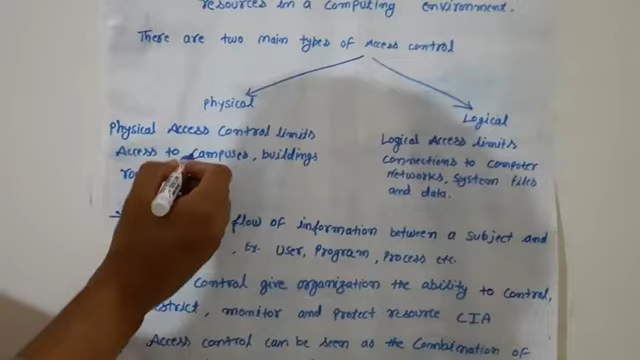 resources in a computing environment.
There are two main types of Access control
Physical
Logical
Physical Access Control limits
Access to campuses, buildings
Logical Access limits
connections to computer
networks, system files
and data.
flow of information between a subject and
, Ex. User, Program, Process etc.
control give organization the ability to control,
restrict, monitor and protect resource CIA
Access control can be seen as the combination of